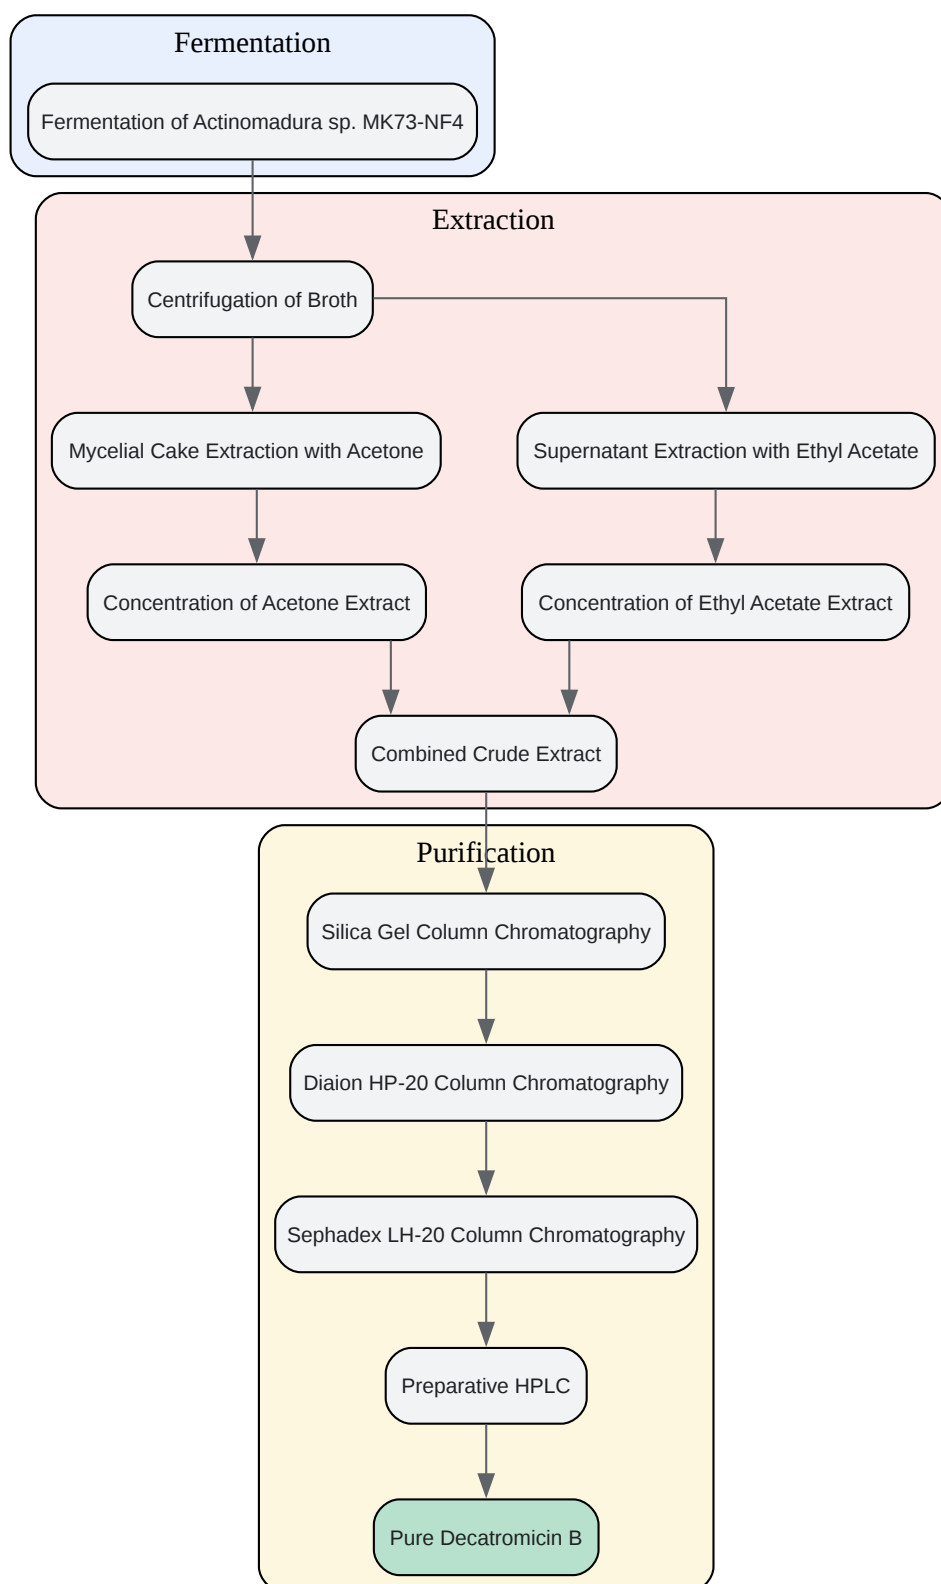 Fermentation
Fermentation of Actinomadura sp. MK73-NF4
Extraction
Centrifugation of Broth
Mycelial Cake Extraction with Acetone
Supernatant Extraction with Ethyl Acetate
Concentration of Acetone Extract
Concentration of Ethyl Acetate Extract
Combined Crude Extract
Purification
Silica Gel Column Chromatography
Diaion HP-20 Column Chromatography
Sephadex LH-20 Column Chromatography
Preparative HPLC
Pure Decatromicin B